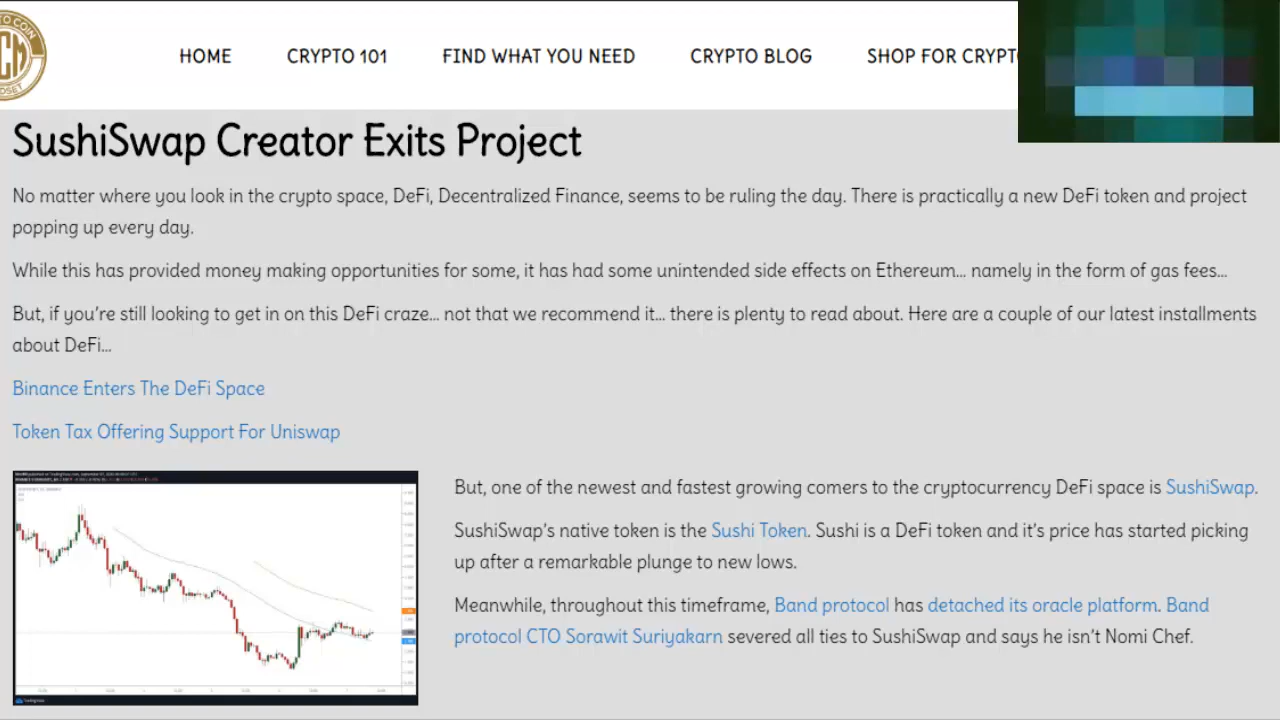 HOME CRYPTO 101 FIND WHAT YOU NEED CRYPTO BLOG SHOP FOR
SushiSwap Creator Exits Project
No matter where you look in the crypto space, DeFi, Decentralized Finance, seems to be ruling the day. There is practically a new DeFi token and project
popping up every day.
While this has provided money making opportunities for some, it has had some unintended side effects on Ethereum... namely in the form of gas fees...
But, if you're still looking to get in on this DeFi craze... not that we recommend it... there is plenty to read about. Here are a couple of our latest installments
about DeFi...
Binance Enters The DeFi Space
Token Tax Offering Support For Uniswap
But, one of the newest and fastest growing comers to the cryptocurrency DeFi space is SushiSwap.
SushiSwap's native token is the Sushi Token. Sushi is a DeFi token and it's price has started picking
up after a remarkable plunge to new lows.
Meanwhile, throughout this timeframe, Band protocol has detached its oracle platform. Band
protocol CTO Sorawit Suriyakarn severed all ties to SushiSwap and says he isn't Nomi Chef.